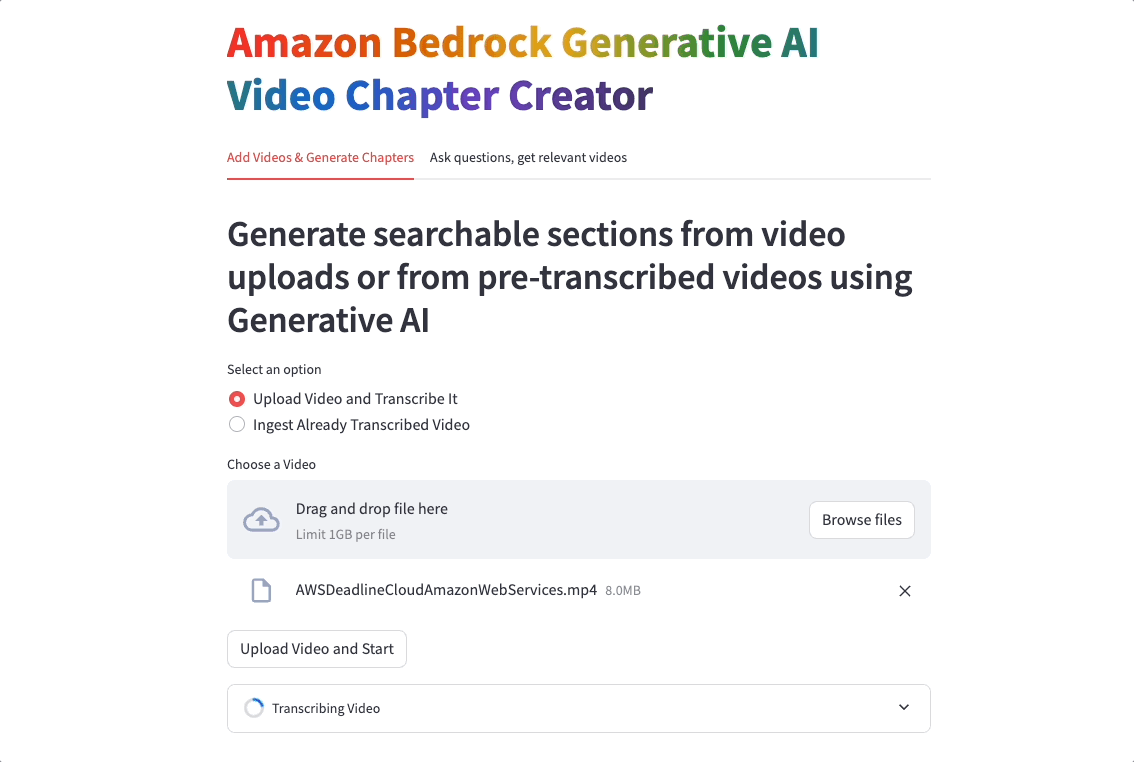 Amazon Bedrock Generative AI
Video Chapter Creator
Add Videos & Generate Chapters
Ask questions, get relevant videos
Generate searchable sections from video
uploads or from pre-transcribed videos using
Generative AI
Select an option
Upload Video and Transcribe It
Ingest Already Transcribed Video
Choose a Video
Drag and drop file here
Limit 1GB per file
Browse files
AWSDeadlineCloudAmazonWebServices.mp4 8.0MB
Upload Video and Start
Transcribing Video